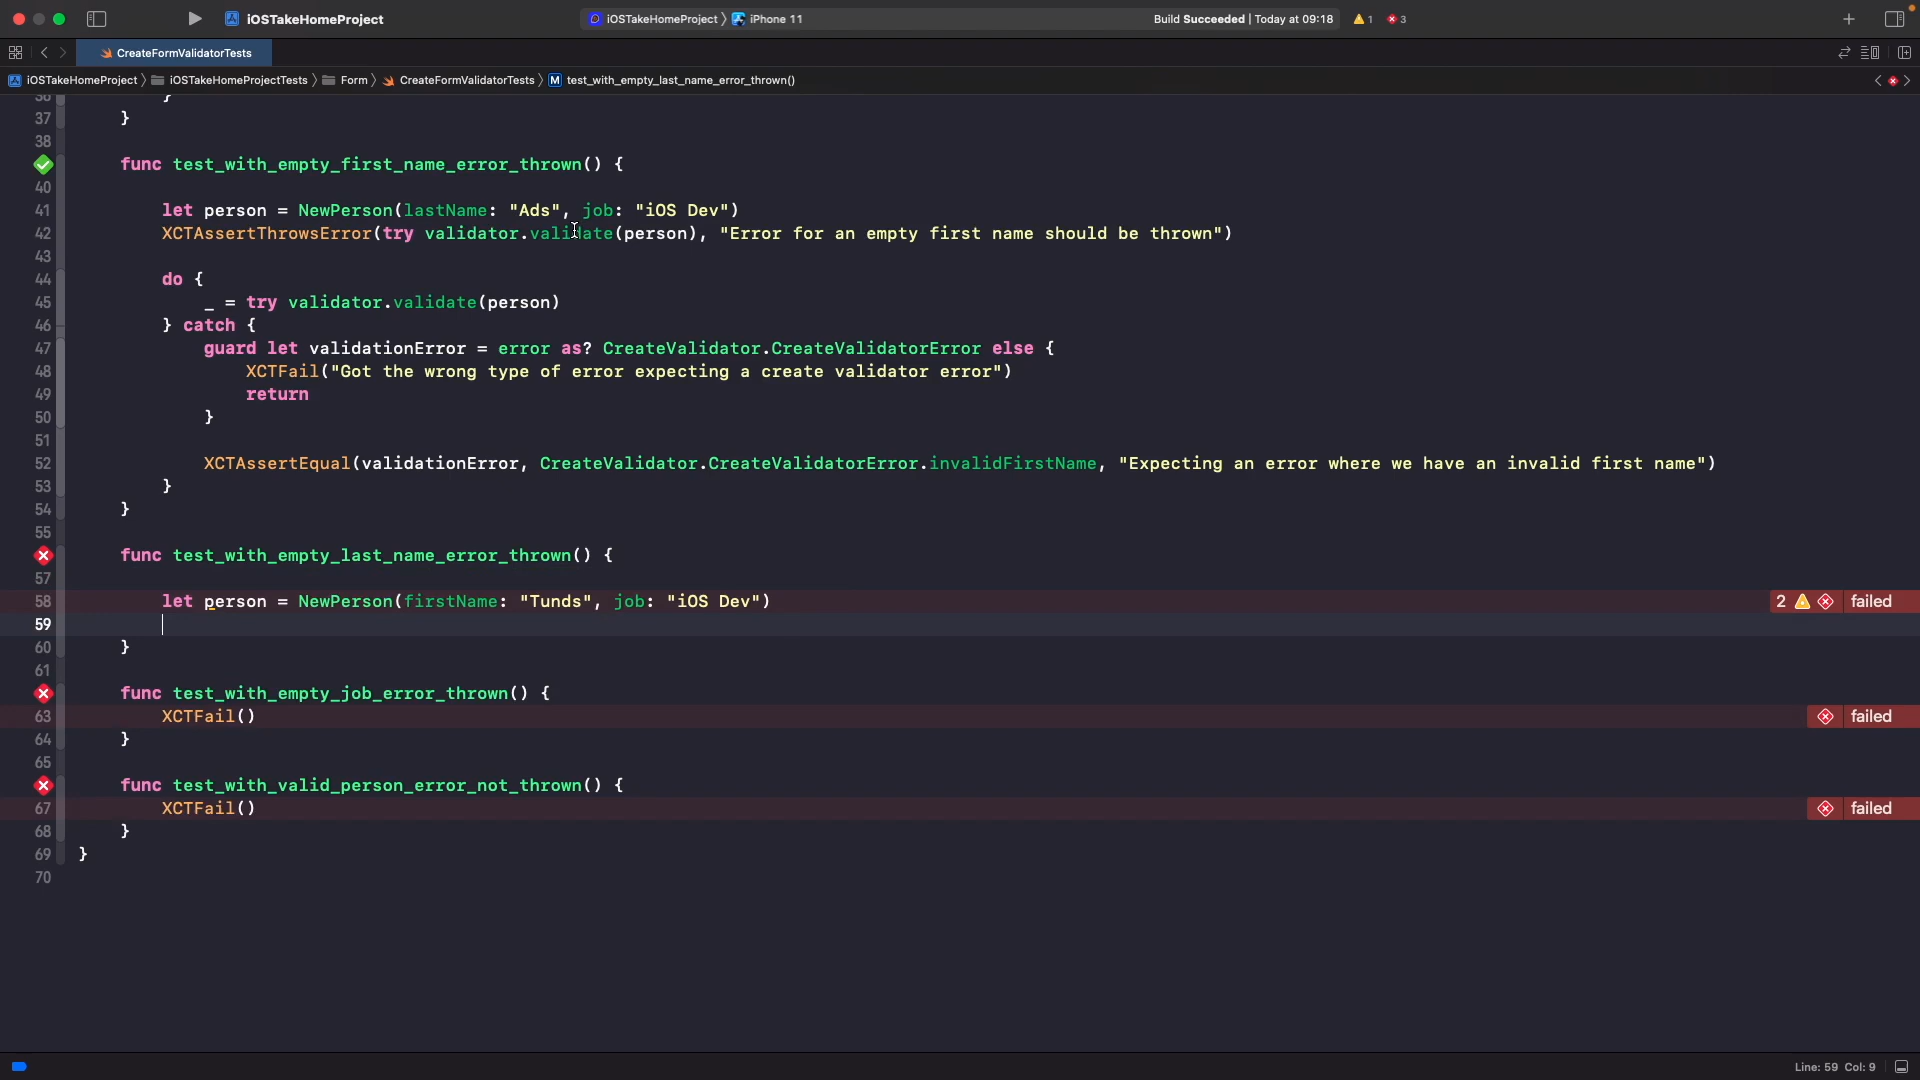 iOSTakeHomeProject
iOSTakeHomeProject 〉 iPhone 11
Build Succeeded | Today at 09:18
1
3
CreateFormValidatorTests
iOSTakeHomeProject 〉 iOSTakeHomeProjectTests 〉 Form 〉 CreateFormValidatorTests 〉 M test_with_empty_last_name_error_thrown()
36 }
37 }
38
func test_with_empty_first_name_error_thrown() {
40
41 let person = NewPerson(lastName: "Ads", job: "iOS Dev")
42 XCTAssertThrowsError(try validator.validate(person), "Error for an empty first name should be thrown")
43
44 do {
45 _ = try validator.validate(person)
46 } catch {
47 guard let validationError = error as? CreateValidator.CreateValidatorError else {
48 XCTFail("Got the wrong type of error expecting a create validator error")
49 return
50 }
51
52 XCTAssertEqual(validationError, CreateValidator.CreateValidatorError.invalidFirstName, "Expecting an error where we have an invalid first name")
53 }
54 }
55
func test_with_empty_last_name_error_thrown() {
57
58 let person = NewPerson(firstName: "Tunds", job: "iOS Dev") 2 failed
59
60 }
61
func test_with_empty_job_error_thrown() {
63 XCTFail() failed
64 }
65
func test_with_valid_person_error_not_thrown() {
67 XCTFail() failed
68 }
69 }
70
Line: 59 Col: 9